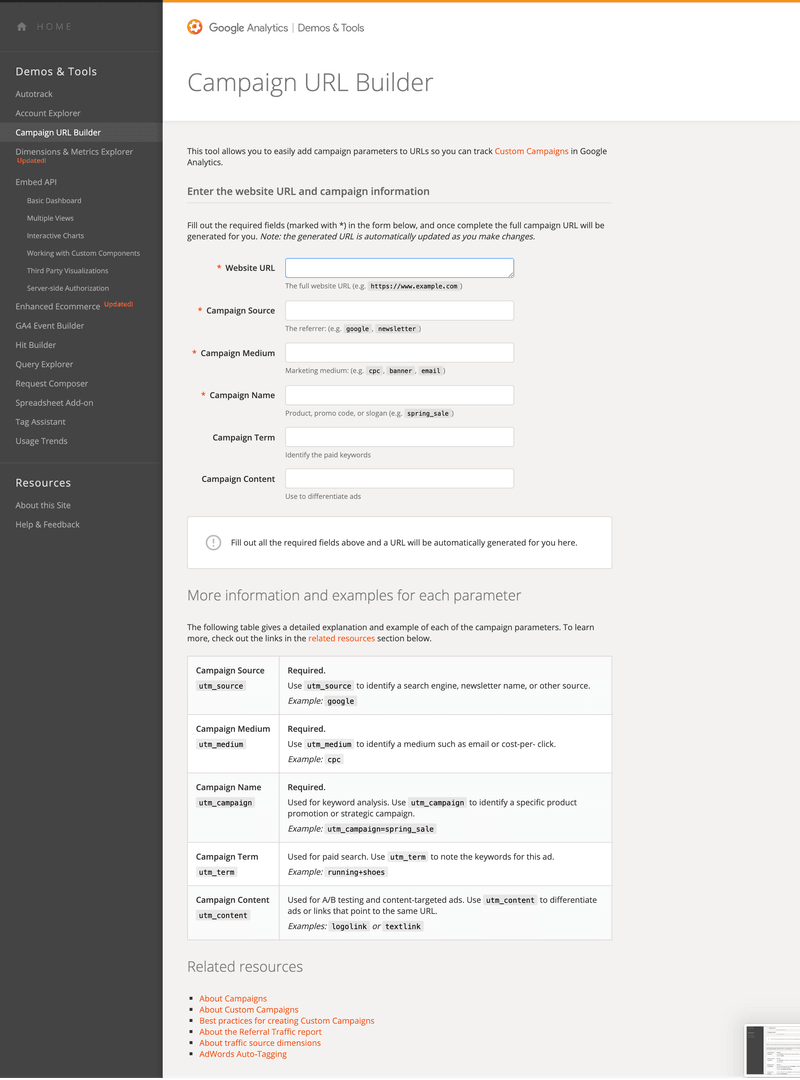 HOME
Demos & Tools
Autotrack
Account Explorer
Campaign URL Builder
Dimensions & Metrics Explorer
Updated!
Embed API
Basic Dashboard
Multiple Views
Interactive Charts
Working with Custom Components
Third Party Visualizations
Server-side Authorization
Enhanced Ecommerce Updated!
GA4 Event Builder
Hit Builder
Query Explorer
Request Composer
Spreadsheet Add-on
Tag Assistant
Usage Trends
Resources
About this Site
Help & Feedback
Google Analytics | Demos & Tools
Campaign URL Builder
This tool allows you to easily add campaign parameters to URLs so you can track Custom Campaigns in Google
Analytics.
Enter the website URL and campaign information
Fill out the required fields (marked with *) in the form below, and once complete the full campaign URL will be
generated for you. Note: the generated URL is automatically updated as you make changes.
* Website URL
The full website URL (e.g. https://www.example.com )
* Campaign Source
The referrer: (e.g. google, newsletter )
* Campaign Medium
Marketing medium: (e.g. cpc, banner, email )
* Campaign Name
Product, promo code, or slogan (e.g. spring_sale )
Campaign Term
Identify the paid keywords
Campaign Content
Use to differentiate ads
Fill out all the required fields above and a URL will be automatically generated for you here.
More information and examples for each parameter
The following table gives a detailed explanation and example of each of the campaign parameters. To learn
more, check out the links in the related resources section below.
Campaign Source
utm_source
Required.
Use utm_source to identify a search engine, newsletter name, or other source.
Example: google
Campaign Medium
utm_medium
Required.
Use utm_medium to identify a medium such as email or cost-per- click.
Example: cpc
Campaign Name
utm_campaign
Required.
Used for keyword analysis. Use utm_campaign to identify a specific product
promotion or strategic campaign.
Example: utm_campaign=spring_sale
Campaign Term
utm_term
Used for paid search. Use utm_term to note the keywords for this ad.
Example: running+shoes
Campaign Content
utm_content
Used for A/B testing and content-targeted ads. Use utm_content to differentiate
ads or links that point to the same URL.
Examples: logolink or textlink
Related resources
About Campaigns
About Custom Campaigns
Best practices for creating Custom Campaigns
About the Referral Traffic report
About traffic source dimensions
AdWords Auto-Tagging